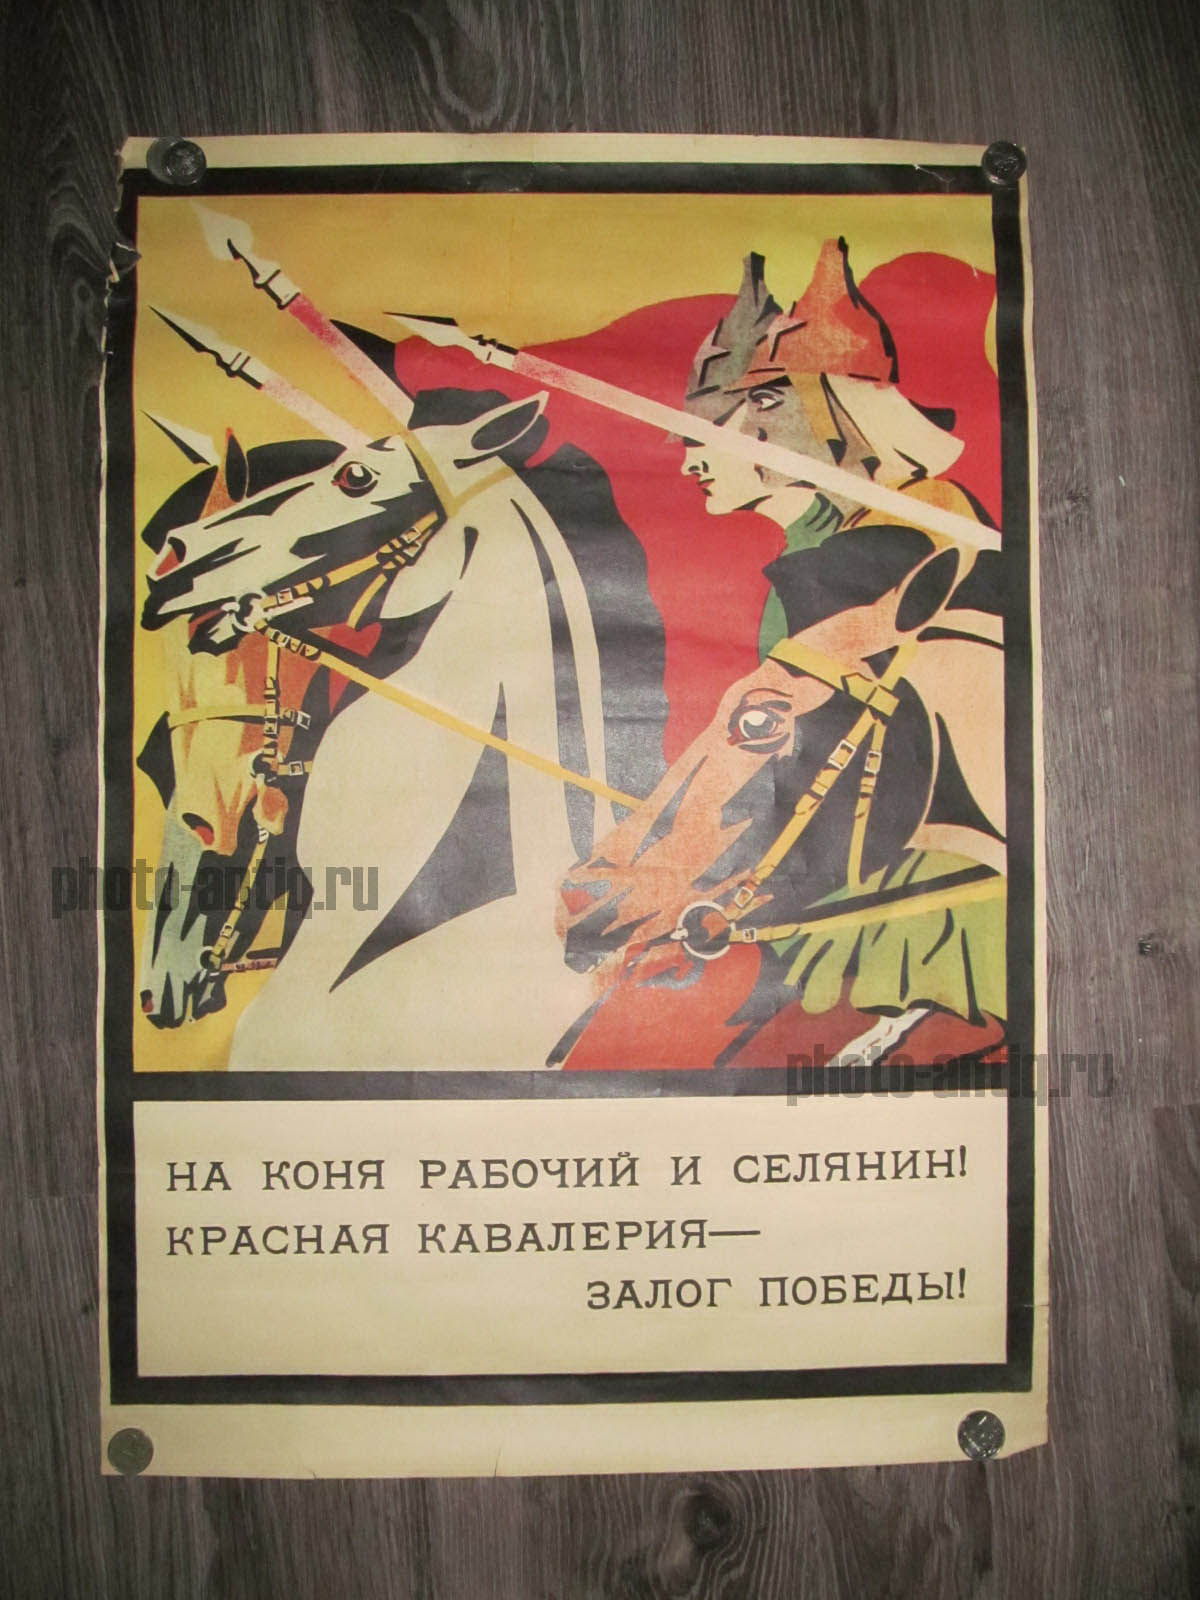 photo-antiq.ru
photo-antiq.ru
НА КОНЯ РАБОЧИЙ И СЕЛЯНИН!
КРАСНАЯ КАВАЛЕРИЯ—
ЗАЛОГ ПОБЕДЫ!